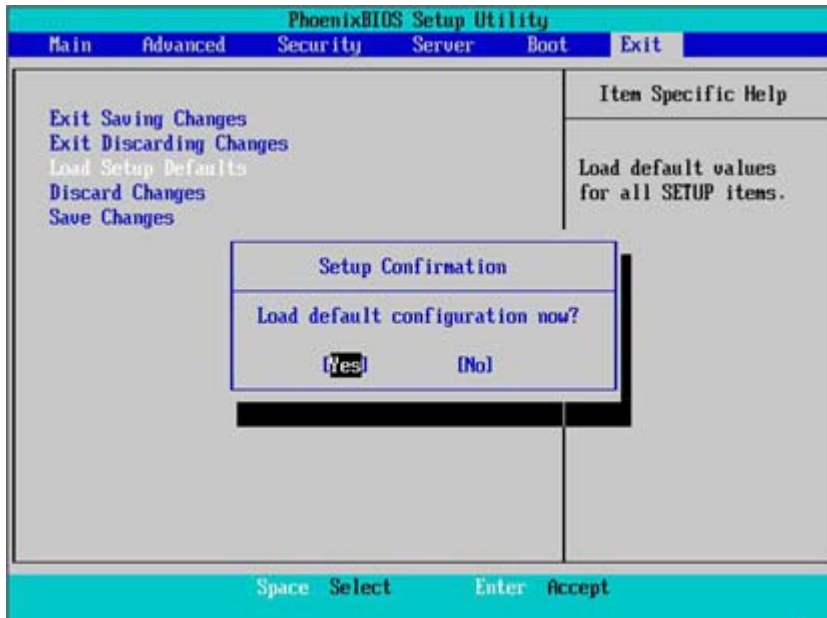 PhoenixBIOS Setup Utility
Main Advanced Security Server Boot Exit
Item Specific Help
Exit Saving Changes
Exit Discarding Changes
Load Setup Defaults
Discard Changes
Save Changes
Load default values
for all SETUP items.
Setup Confirmation
Load default configuration now?
[Yes] [No]
Space Select Enter Accept